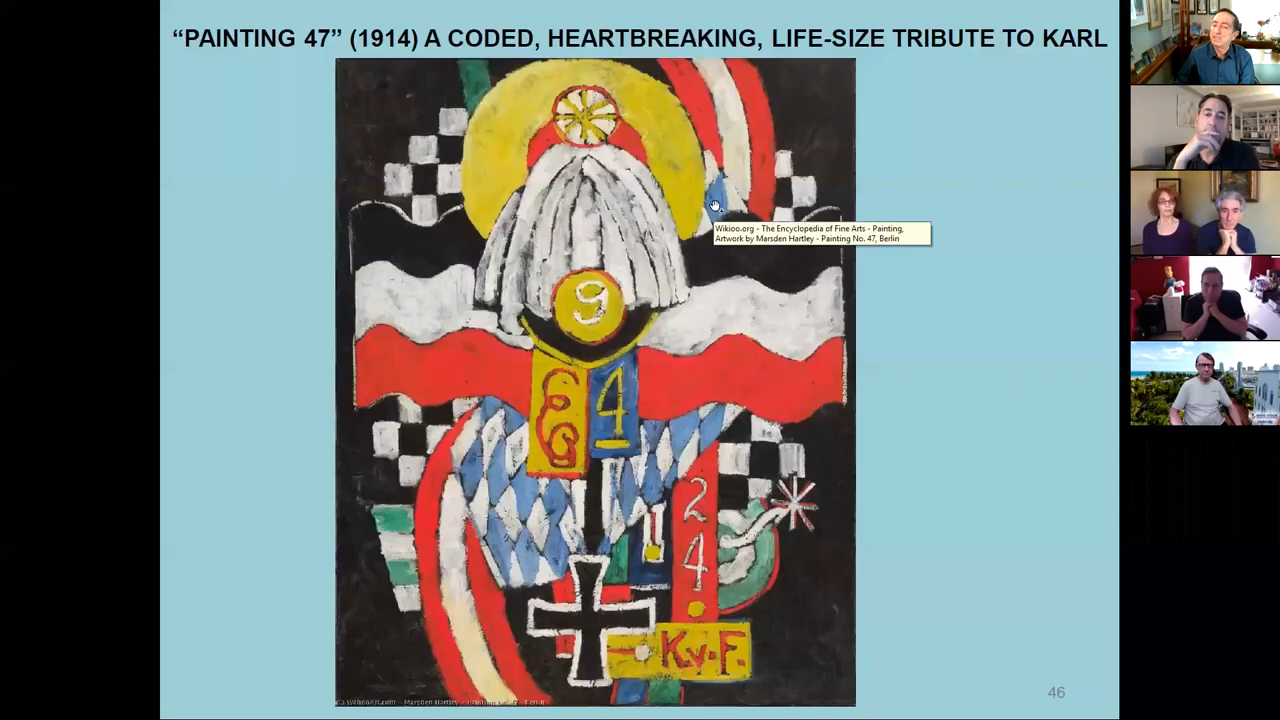 “PAINTING 47” (1914) A CODED, HEARTBREAKING, LIFE-SIZE TRIBUTE TO KARL
Wikioo.org - The Encyclopedia of Fine Arts - Painting,
Artwork by Marsden Hartley - Painting No. 47, Berlin
9
4
24
K.v.F.
46